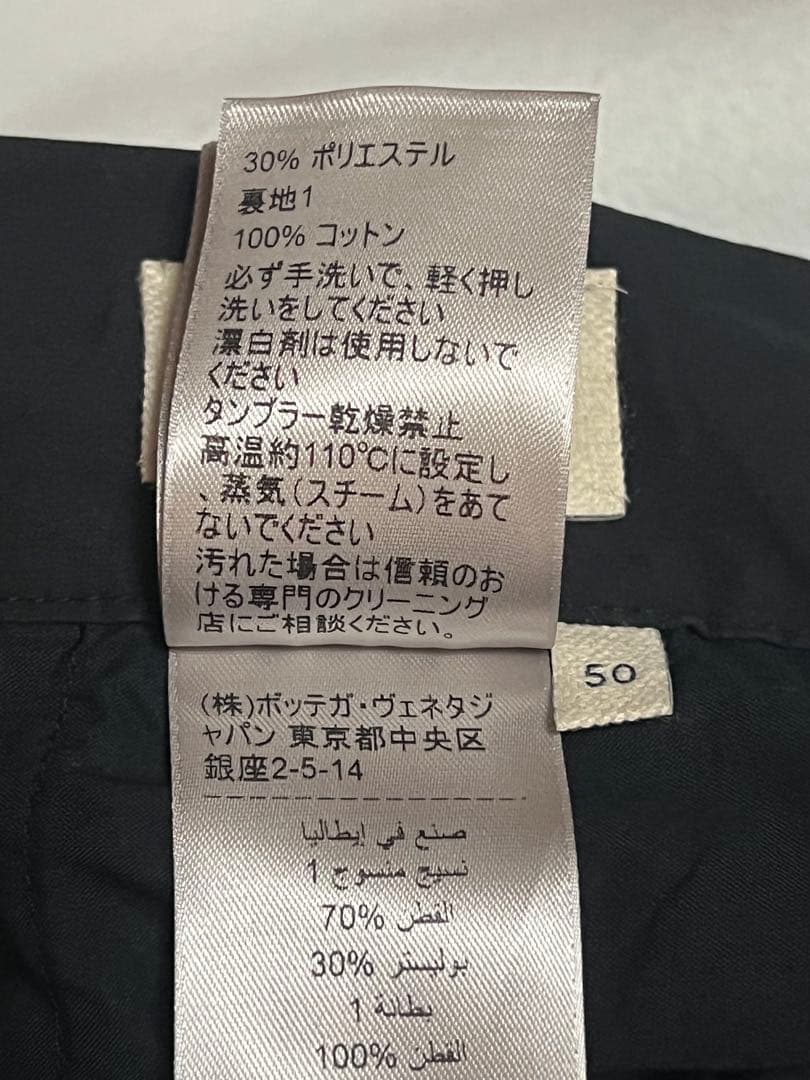 30% ポリエステル
裏地1
100% コットン
必ず手洗いで、軽く押し
洗いをしてください
漂白剤は使用しないで
ください
タンブラー乾燥禁止
高温約110℃に設定し
、蒸気(スチーム)をあて
ないでください
汚れた場合は信頼のお
ける専門のクリーニング
店にご相談ください。
50
(株)ボッテガ・ヴェネタジ
ャパン 東京都中央区
銀座2-5-14
صنع في إيطاليا
نسيج منسوج 1
70% القطن
30% بوليستر
بطانة 1
100% القطن